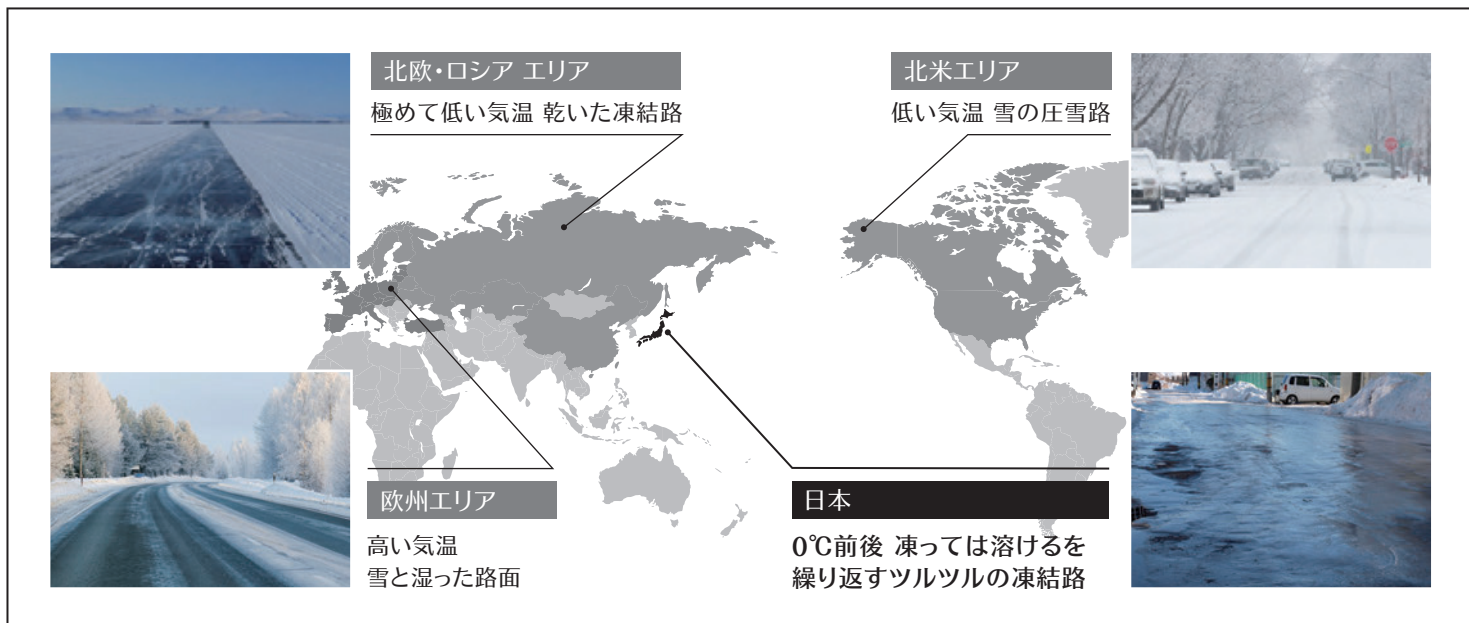 北欧・ロシア エリア
極めて低い気温 乾いた凍結路
北米エリア
低い気温 雪の圧雪路
欧州エリア
高い気温
雪と湿った路面
日本
0℃前後 凍っては溶けるを
繰り返すツルツルの凍結路